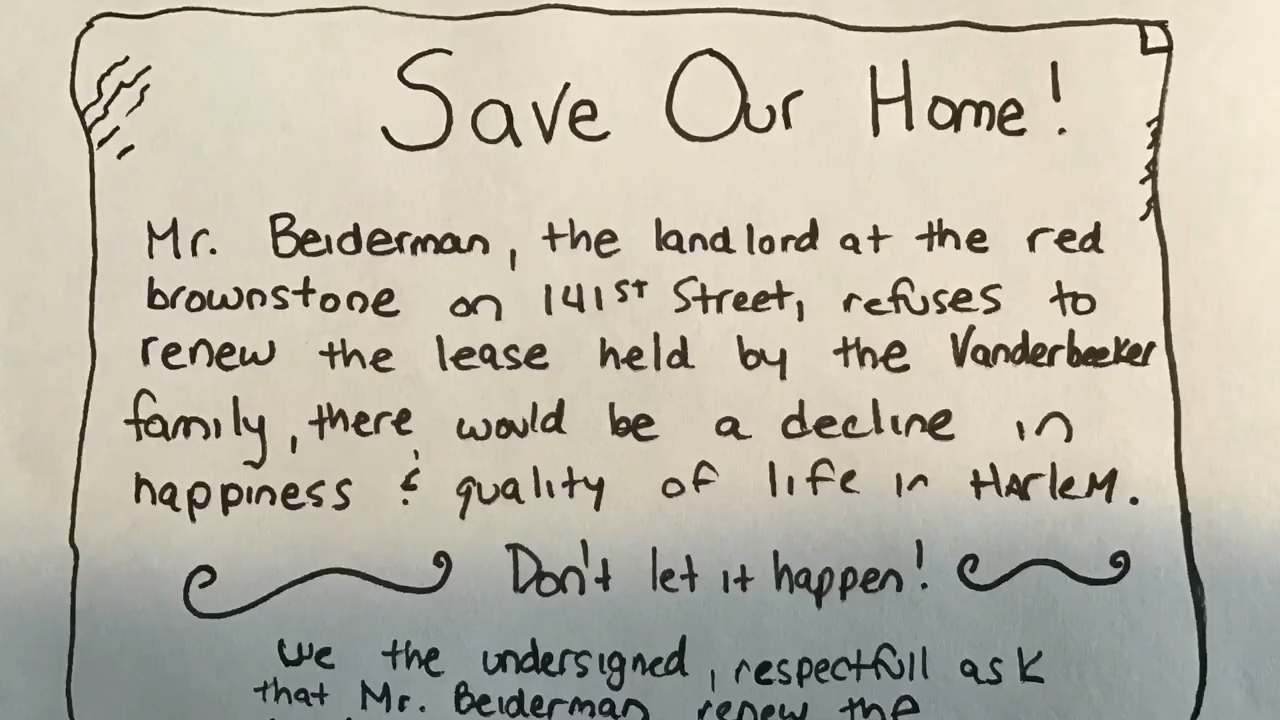 Save Our Home!
Mr. Beiderman, the landlord at the red
brownstone on 141ST Street, refuses to
renew the lease held by the Vanderbeeker
family, there would be a decline in
happiness & quality of life in Harlem.
Don't let it happen!
We the undersigned, respectfull ask
that Mr. Beiderman renew the